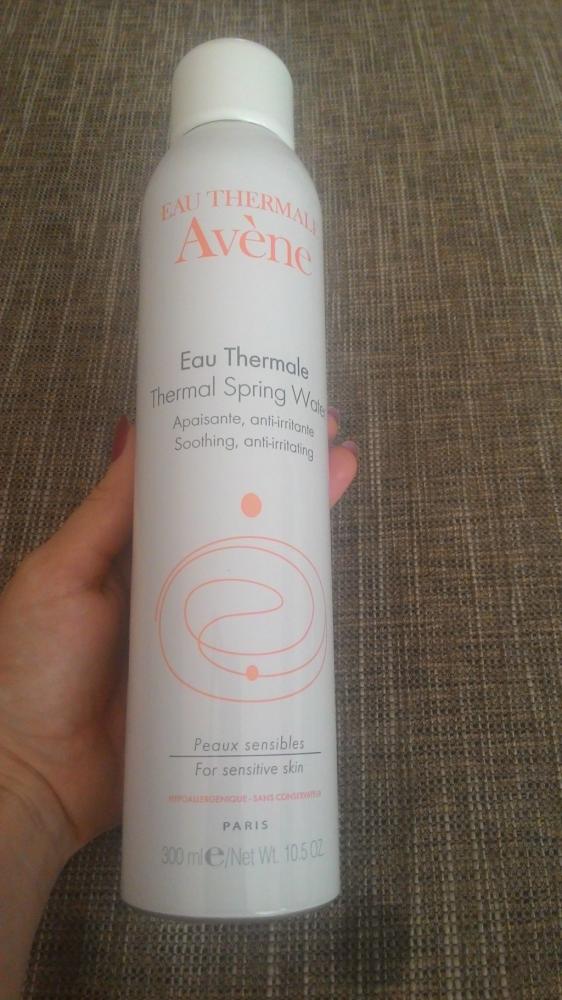 EAU THERMALE
Avène
Eau Thermale
Thermal Spring Water
Apaisante, anti-irritante
Soothing, anti-irritating
Peaux sensibles
For sensitive skin
HYPOALLERGENIQUE - SANS CONSERVATEUR
PARIS
300 ml ℮/Net Wt. 10.5 OZ